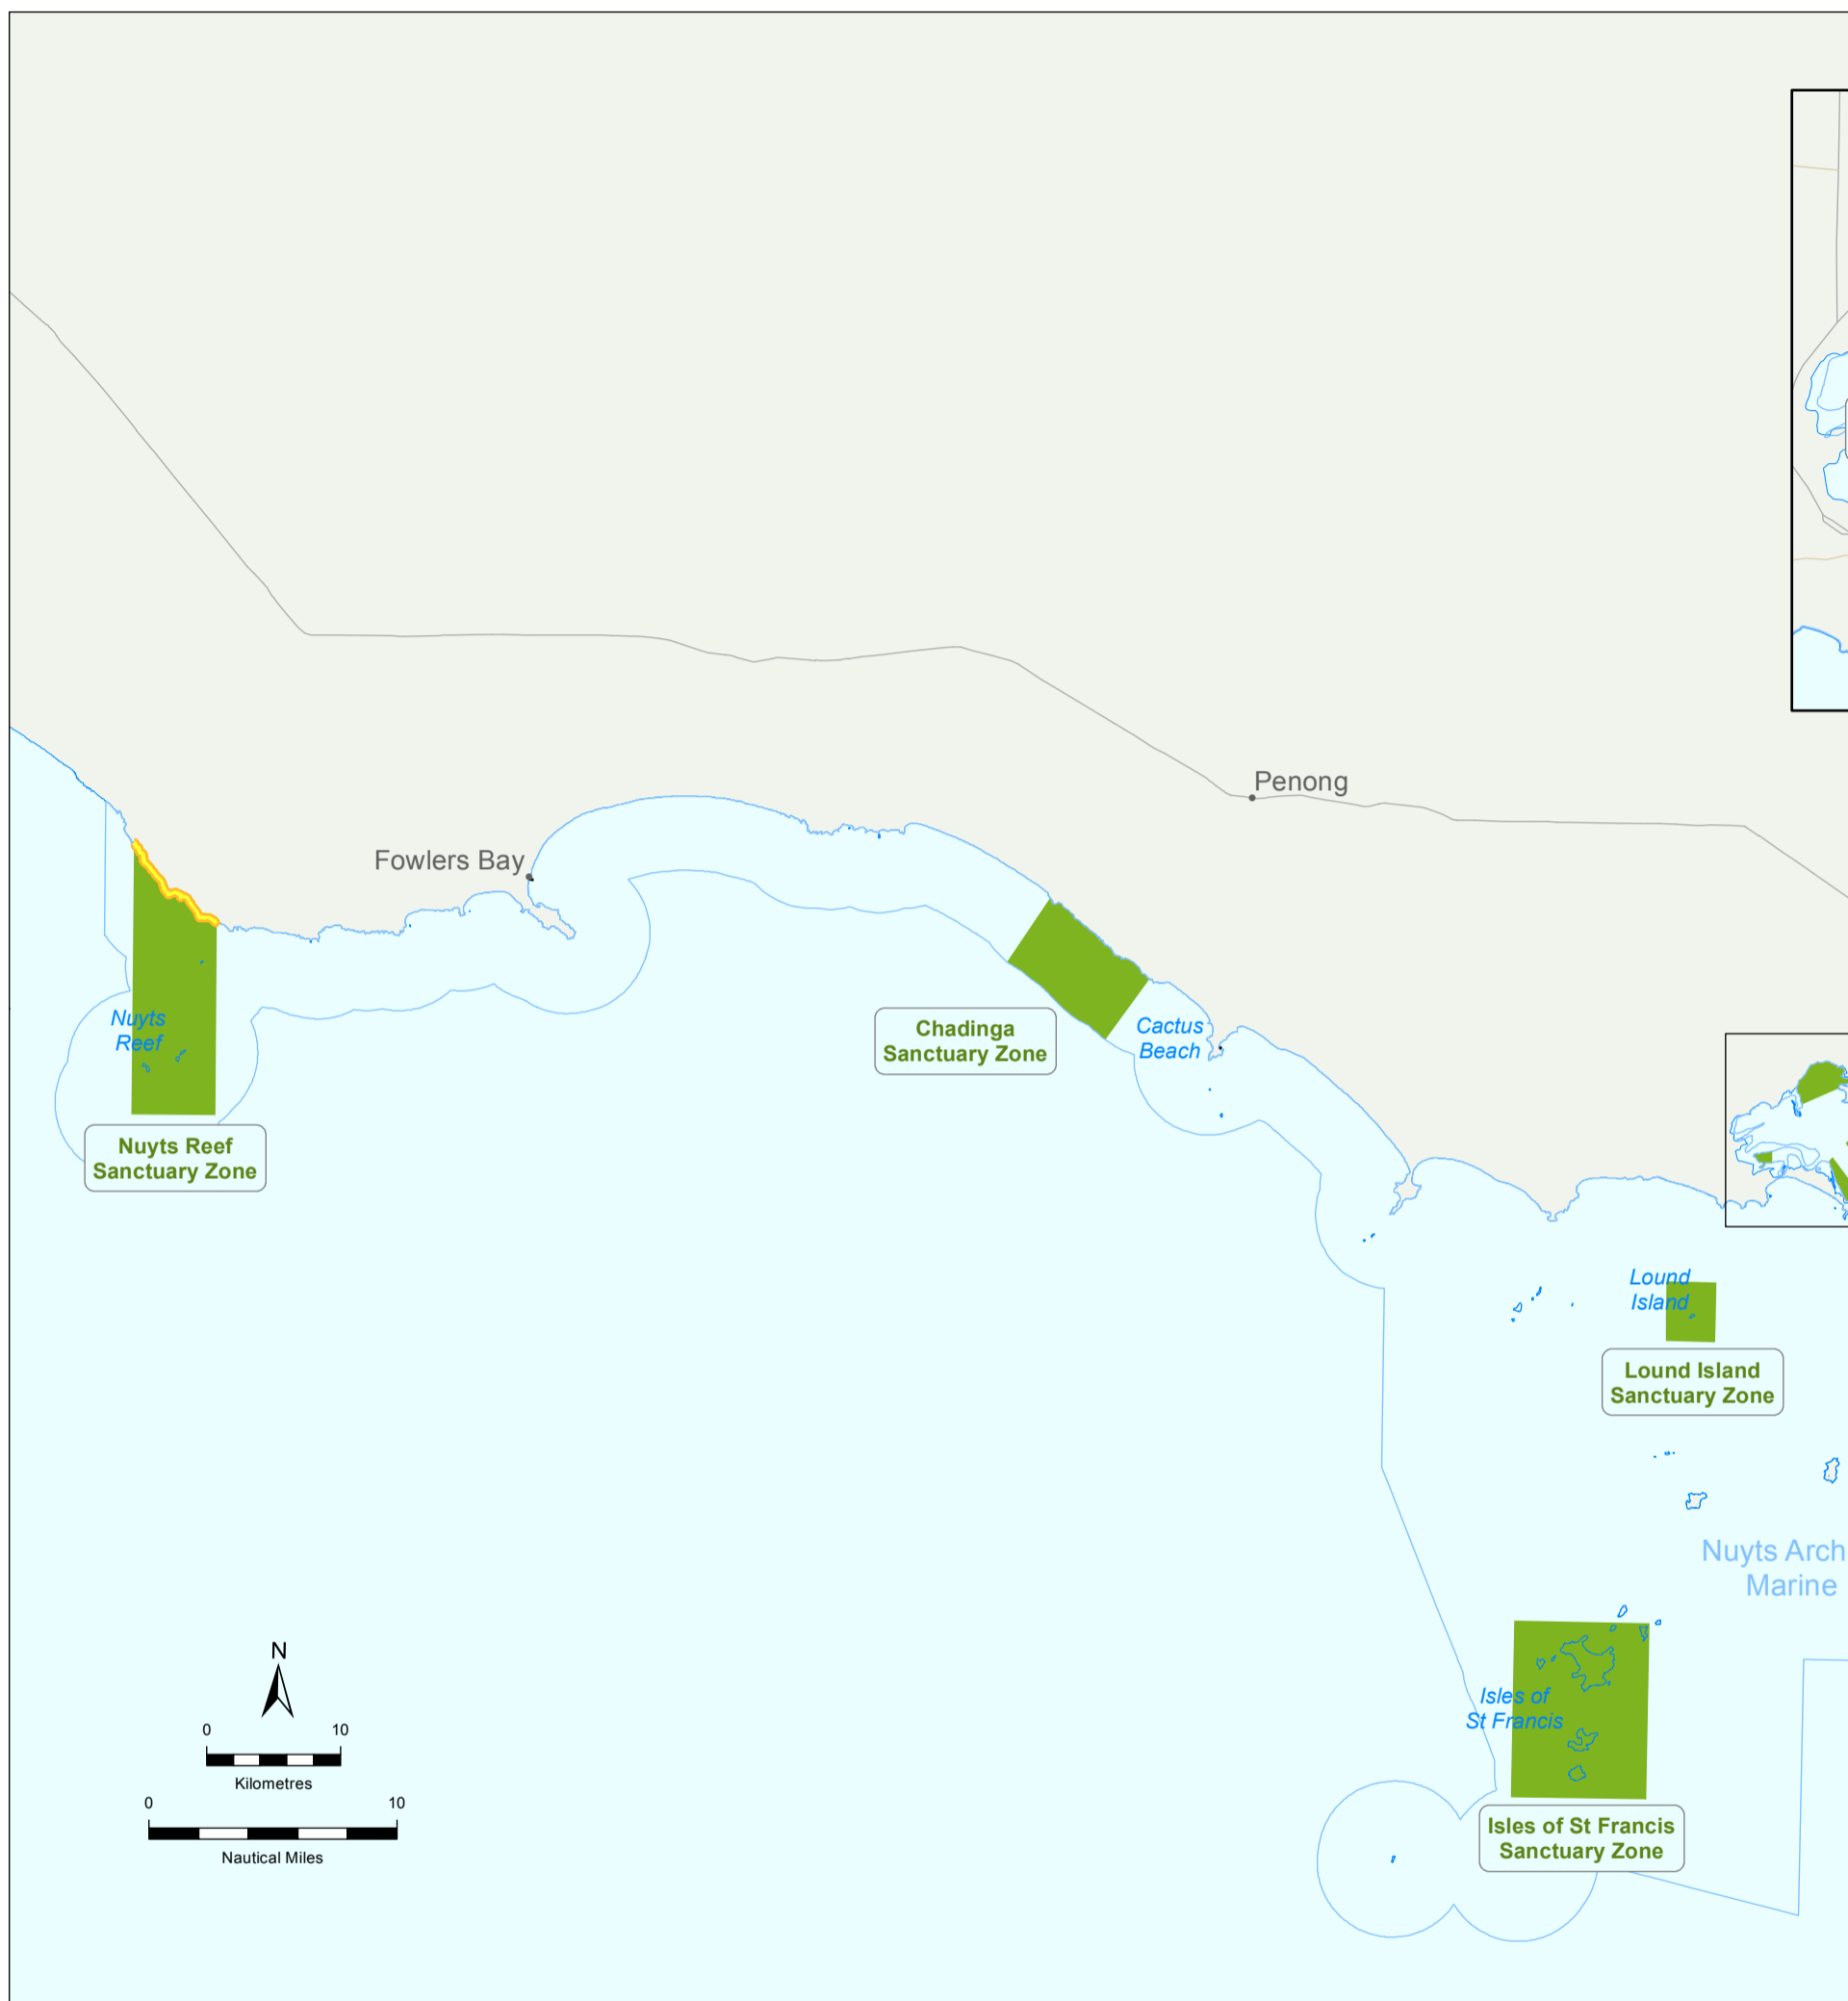 Penong
Fowlers Bay
Nuyts
Reef
Chadinga
Sanctuary Zone
Cactus
Beach
Nuyts Reef
Sanctuary Zone
Lound
Island
Lound Island
Sanctuary Zone
Nuyts Arch
Marine
Isles of
St Francis
Isles of St Francis
Sanctuary Zone
N
0 10
Kilometres
0 10
Nautical Miles